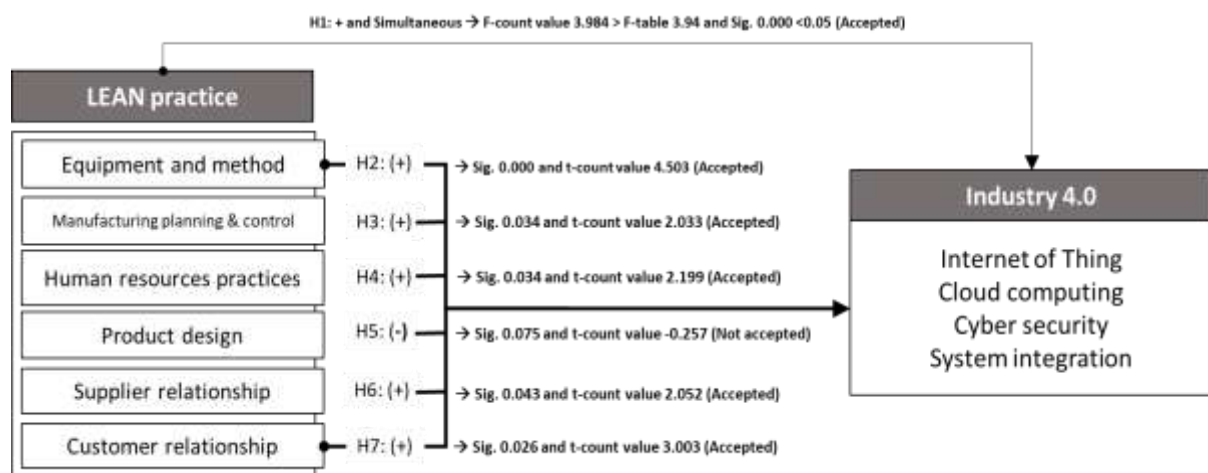 H1: + and Simultaneous → F-count value 3.984 > F-table 3.94 and Sig. 0.000 <0.05 (Accepted)
LEAN practice
Equipment and method
H2: (+)
→ Sig. 0.000 and t-count value 4.503 (Accepted)
Manufacturing planning & control
H3: (+)
→ Sig. 0.034 and t-count value 2.033 (Accepted)
Human resources practices
H4: (+)
→ Sig. 0.034 and t-count value 2.199 (Accepted)
Product design
H5: (-)
→ Sig. 0.075 and t-count value -0.257 (Not accepted)
Supplier relationship
H6: (+)
→ Sig. 0.043 and t-count value 2.052 (Accepted)
Customer relationship
H7: (+)
→ Sig. 0.026 and t-count value 3.003 (Accepted)
Industry 4.0
Internet of Thing
Cloud computing
Cyber security
System integration